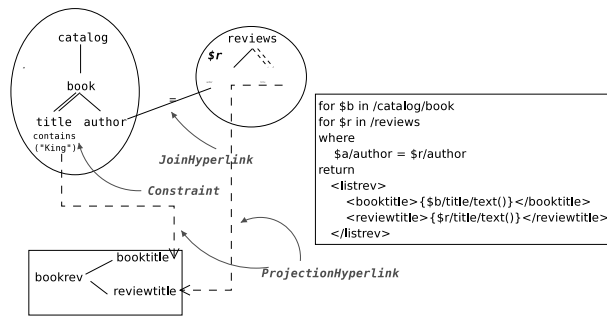 catalog
book
title author
contains
("King")
$r
reviews
...
...
=
JoinHyperlink
Constraint
ProjectionHyperlink
booktitle
bookrev
reviewtitle
for $b in /catalog/book
for $r in /reviews
where
$a/author = $r/author
return
<listrev>
<booktitle>{$b/title/text()}</booktitle>
<reviewtitle>{$r/title/text()}</reviewtitle>
</listrev>